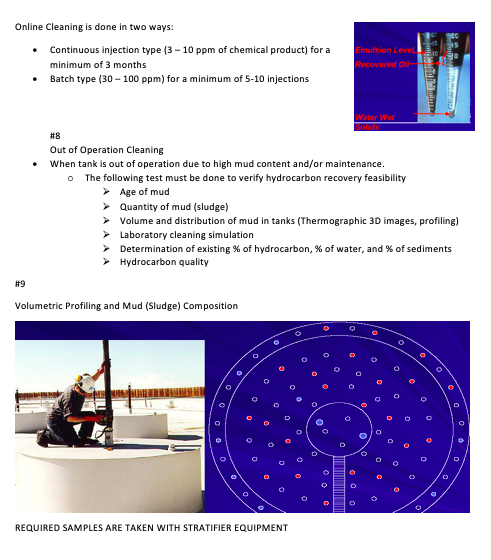 Online Cleaning is done in two ways:
• Continuous injection type (3 – 10 ppm of chemical product) for a
minimum of 3 months
• Batch type (30 – 100 ppm) for a minimum of 5-10 injections
Emulsion Level
Recovered Oil
Water Wet
Solids
#8
Out of Operation Cleaning
• When tank is out of operation due to high mud content and/or maintenance.
o The following test must be done to verify hydrocarbon recovery feasibility
➢ Age of mud
➢ Quantity of mud (sludge)
➢ Volume and distribution of mud in tanks (Thermographic 3D images, profiling)
➢ Laboratory cleaning simulation
➢ Determination of existing % of hydrocarbon, % of water, and % of sediments
➢ Hydrocarbon quality
#9
Volumetric Profiling and Mud (Sludge) Composition
REQUIRED SAMPLES ARE TAKEN WITH STRATIFIER EQUIPMENT